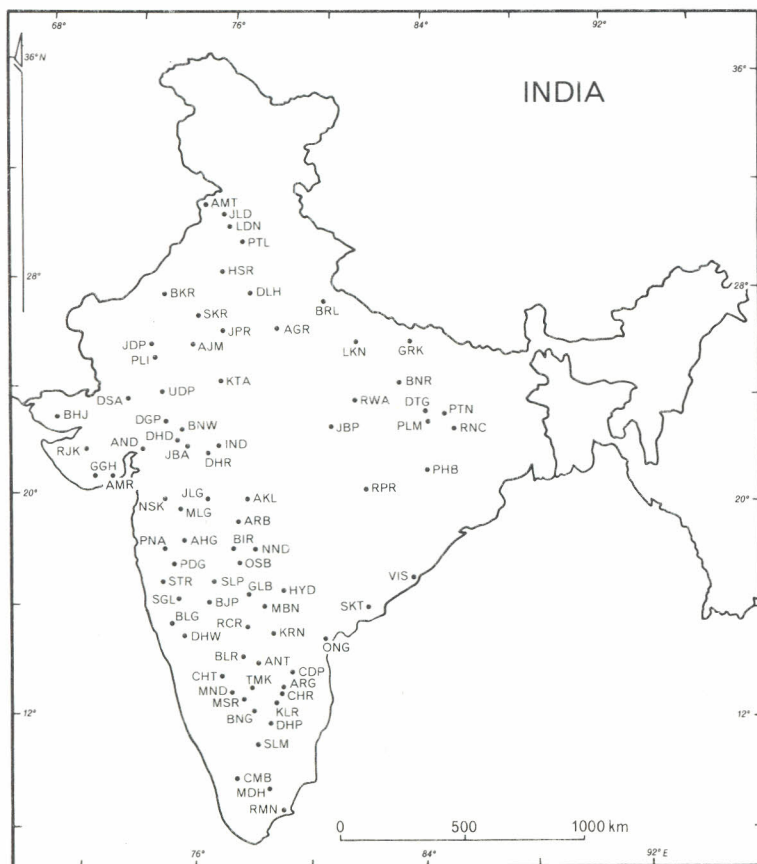 68°
76°
84°
92°
36° N
36°
INDIA
AMT
JLD
LDN
PTL
HSR
28°
28°
BKR
DLH
BRL
SKR
JPR
AGR
JDP
AJM
LKN
GRK
PLI
KTA
BNR
UDP
DSA
RWA
DTG
PTN
BHJ
DGP
BNW
JBP
PLM
RNC
DHD
AND
IND
RJK
JBA
DHR
GGH
PHB
AMR
20°
20°
RPR
JLG
AKL
NSK
MLG
ARB
PNA
AHG
BIR
NND
PDG
OSB
VIS
STR
SLP
GLB
HYD
SGL
BJP
MBN
SKT
BLG
RCR
KRN
DHW
ONG
BLR
ANT
CDP
CHT
TMK
ARG
MND
CHR
MSR
KLR
12°
12°
BNG
DHP
SLM
CMB
MDH
RMN
0
500
1000 km
76°
84°
92° E